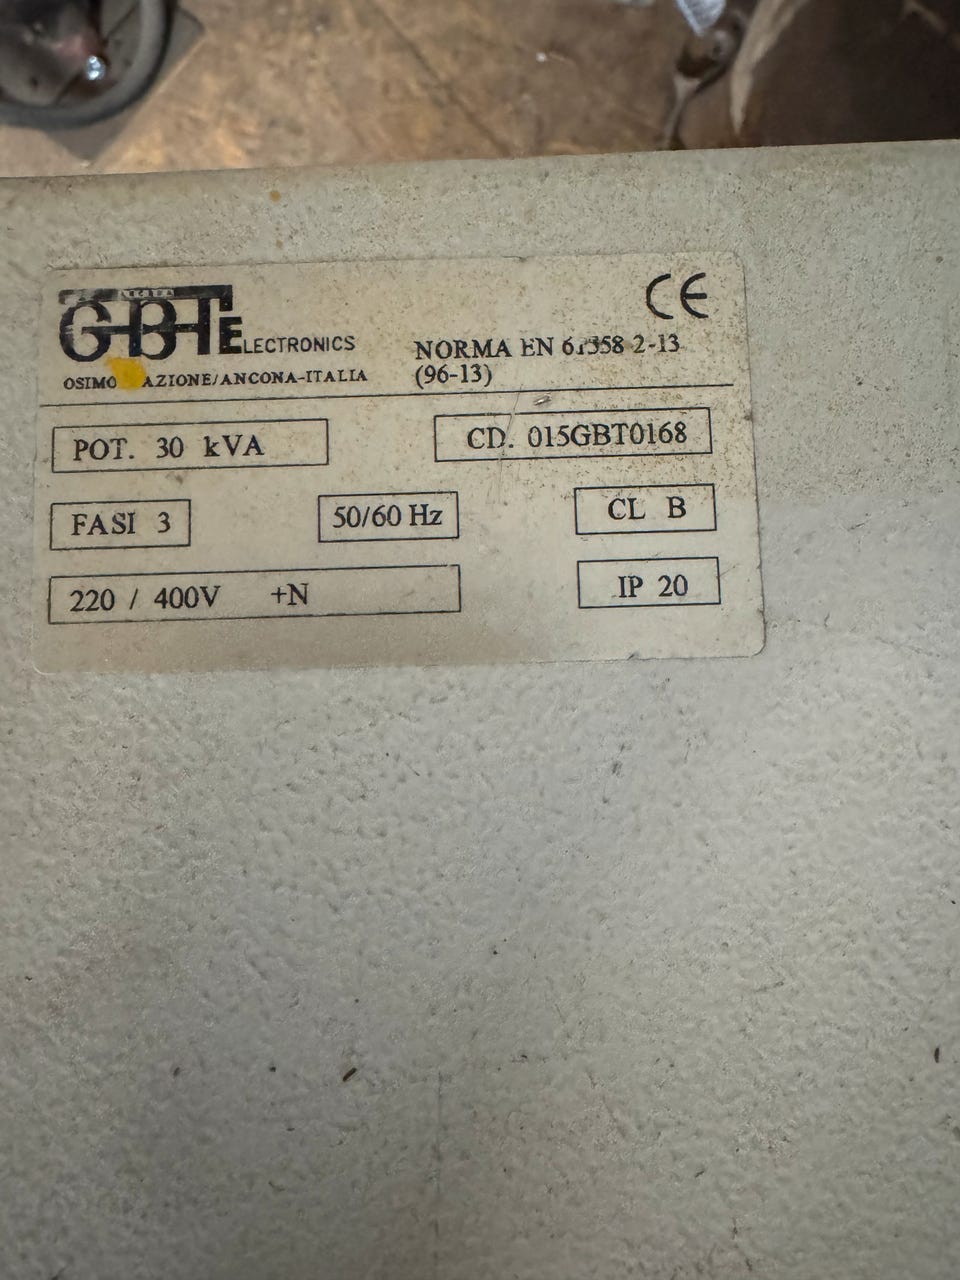 GBT ELECTRONICS
OSIMO AZIONE/ANCONA-ITALIA
CE
NORMA EN 61558 2-13
(96-13)
POT. 30 kVA
CD. 015GBT0168
FASI 3
50/60 Hz
CL B
220 / 400V +N
IP 20